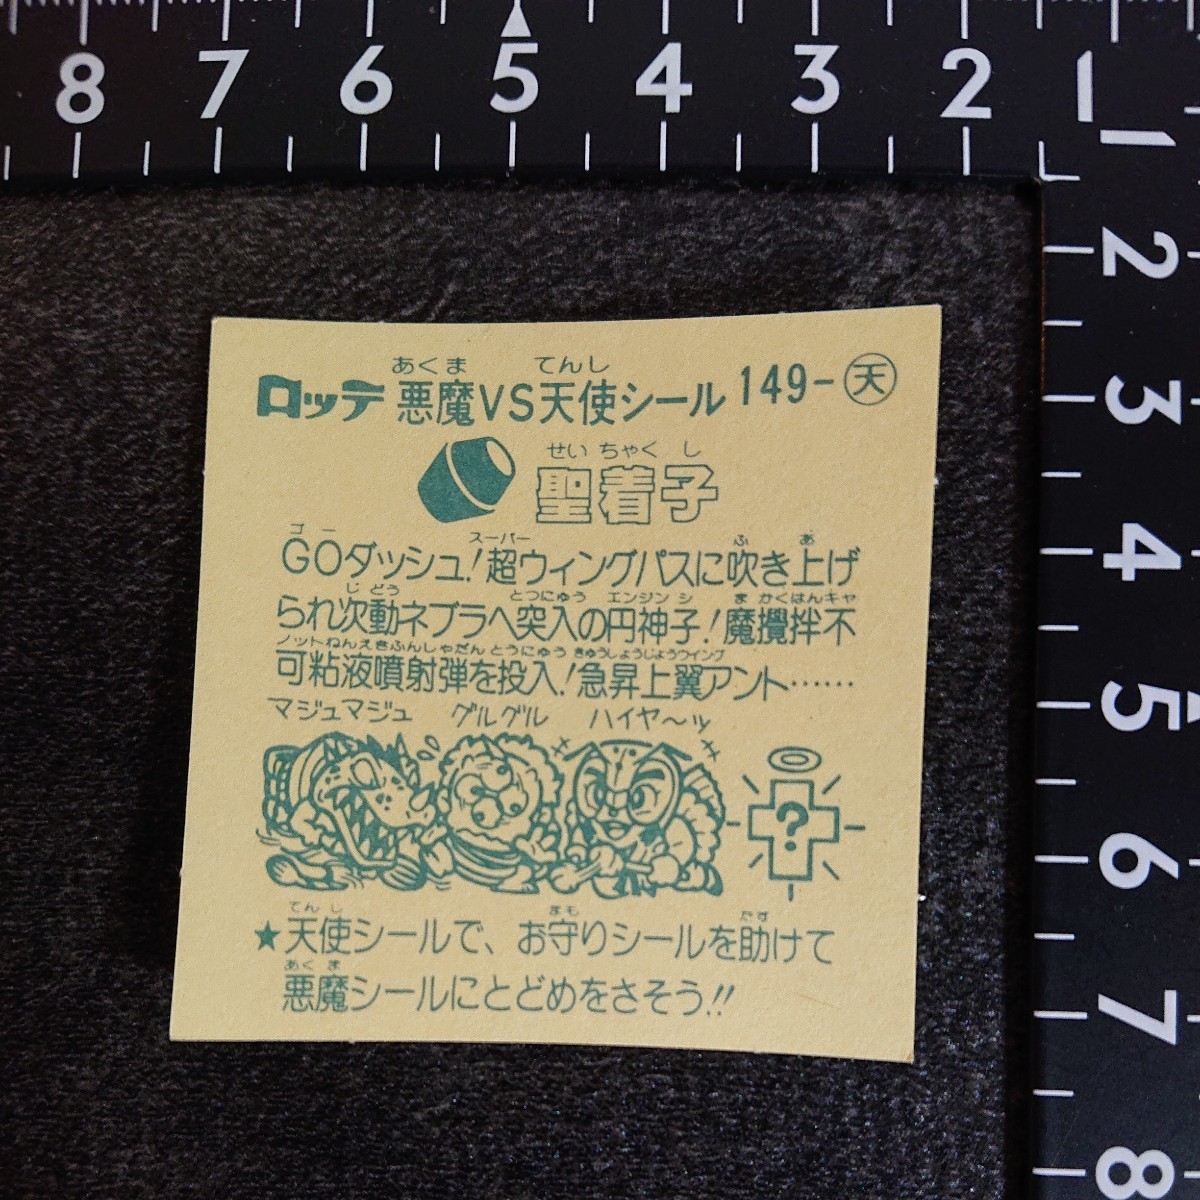 8 7 6 5 4 3 2 1
1
2
3
4
5
6
7
8
あくま てんし
ロッテ 悪魔VS天使シール 149-天
せいちゃくし
聖着子
ゴー スーパー ふ あ
GOダッシュ!超ウィングパスに吹き上げ
じどう とつにゅう エンジンシ まかくはんキヤ
られ次動ネブラへ突入の円神子!魔攪拌不
ノットねんえきふんしゃだん とうにゅう きゅうしょうじょうウイング
可粘液噴射弾を投入!急昇上翼アント……
マジュマジュ グルグル ハイヤ〜ッ
?
てんし まも たす
★天使シールで、お守りシールを助けて
あくま
悪魔シールにとどめをさそう!!